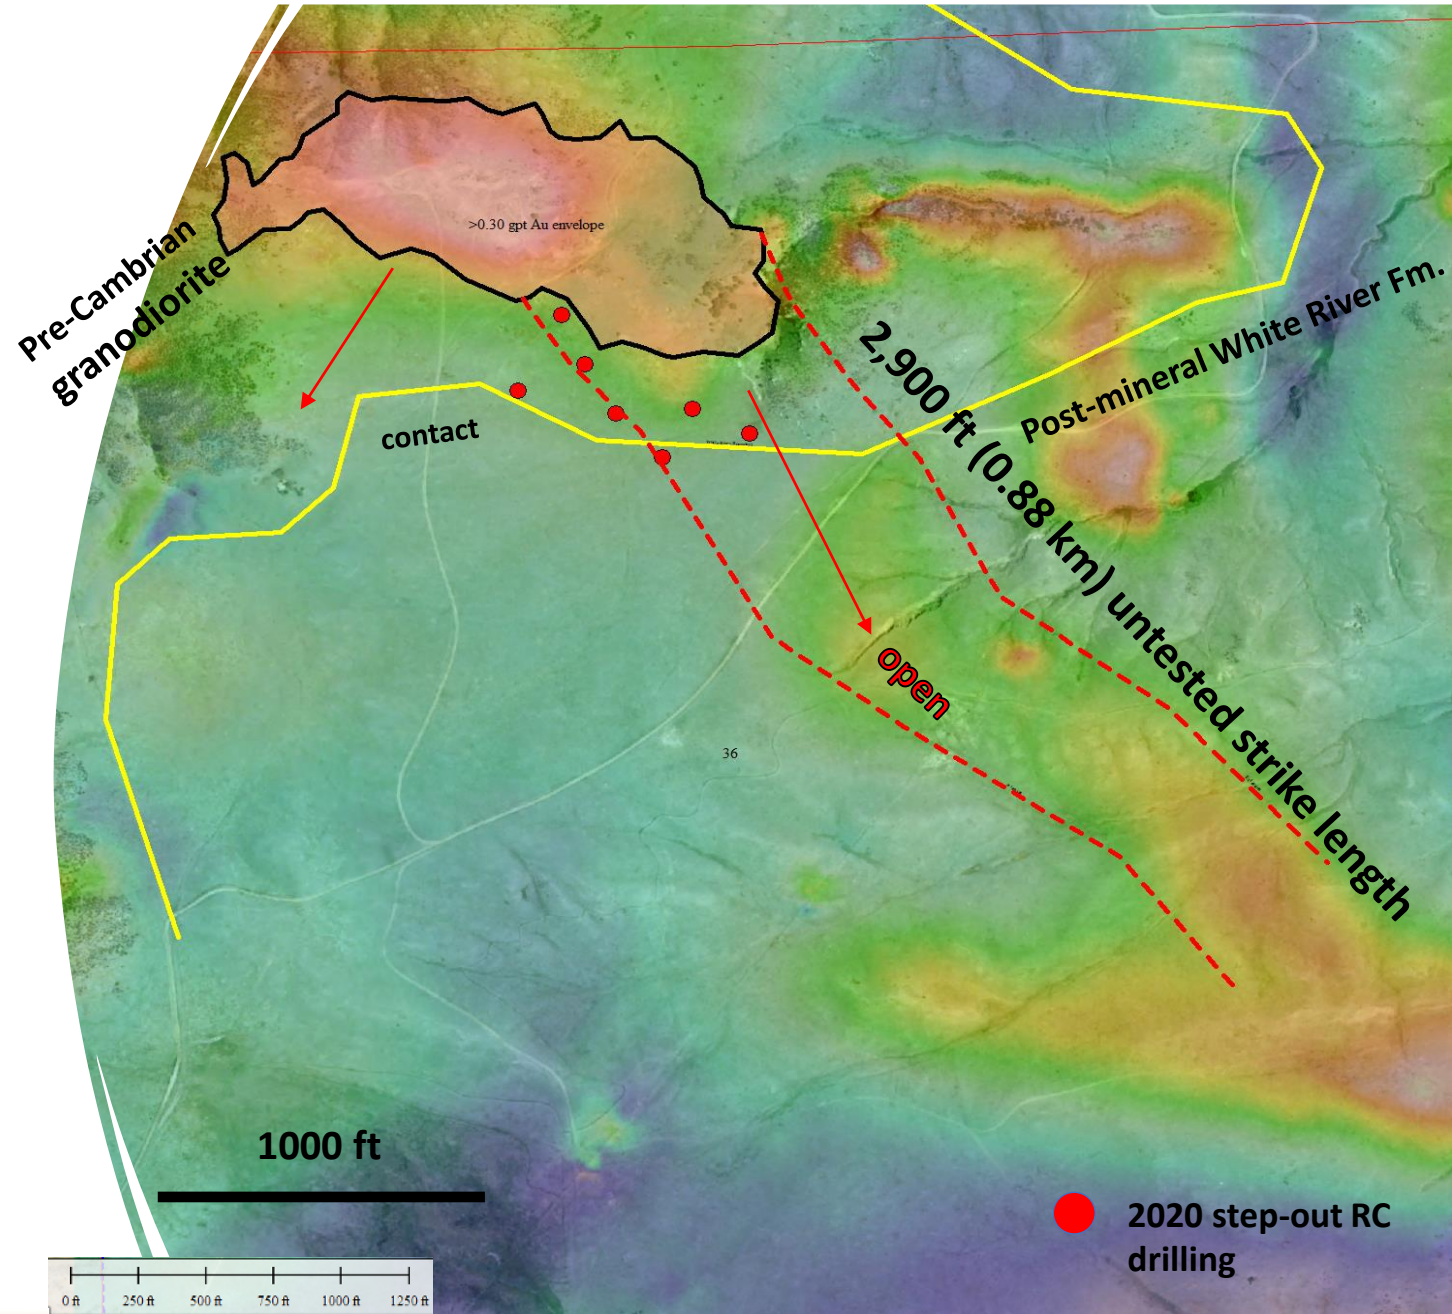 >0.30 gpt Au envelope
Pre-Cambrian
granodiorite
contact
2,900 ft (0.88 km) untested strike length
Post-mineral White River Fm.
open
36
1000 ft
2020 step-out RC
drilling
0 ft 250 ft 500 ft 750 ft 1000 ft 1250 ft